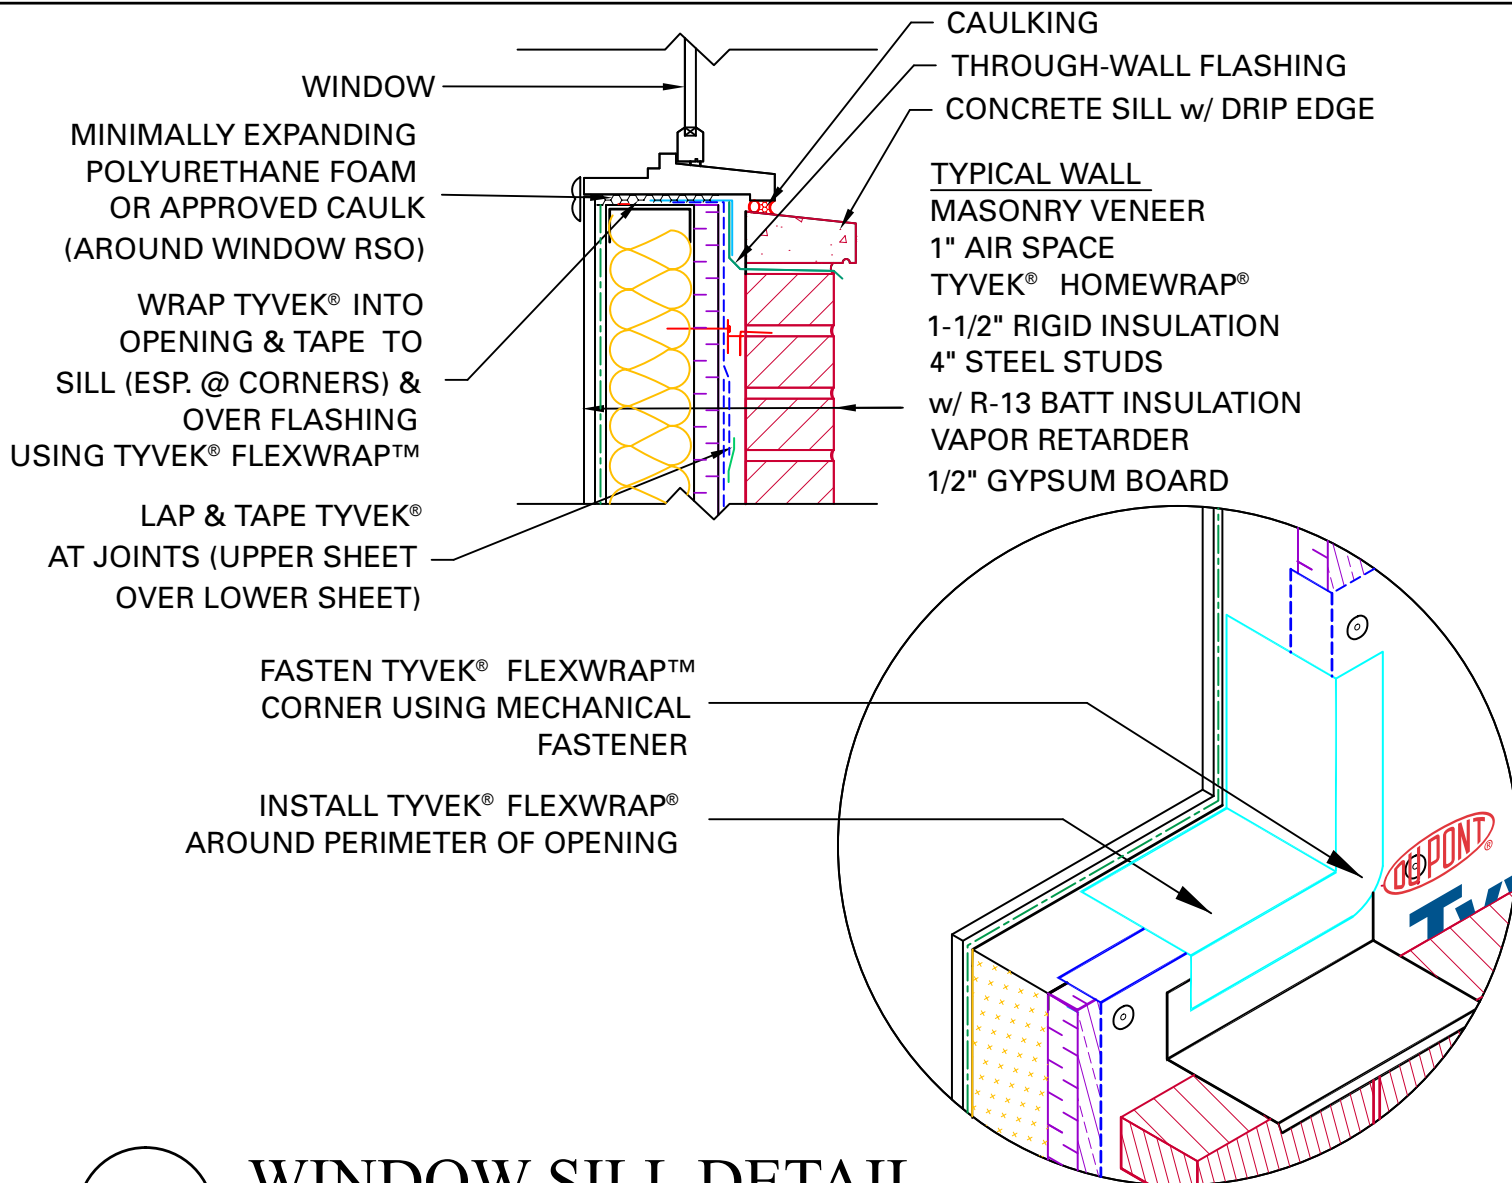 CAULKING
THROUGH-WALL FLASHING
CONCRETE SILL w/ DRIP EDGE
WINDOW
MINIMALLY EXPANDING
POLYURETHANE FOAM
OR APPROVED CAULK
(AROUND WINDOW RSO)
WRAP TYVEK® INTO
OPENING & TAPE TO
SILL (ESP. @ CORNERS) &
OVER FLASHING
USING TYVEK® FLEXWRAP™
LAP & TAPE TYVEK®
AT JOINTS (UPPER SHEET
OVER LOWER SHEET)
TYPICAL WALL
MASONRY VENEER
1" AIR SPACE
TYVEK® HOMEWRAP®
1-1/2" RIGID INSULATION
4" STEEL STUDS
w/ R-13 BATT INSULATION
VAPOR RETARDER
1/2" GYPSUM BOARD
FASTEN TYVEK® FLEXWRAP™
CORNER USING MECHANICAL
FASTENER
INSTALL TYVEK® FLEXWRAP®
AROUND PERIMETER OF OPENING
DUPONT®
WINDOW SILL DETAIL